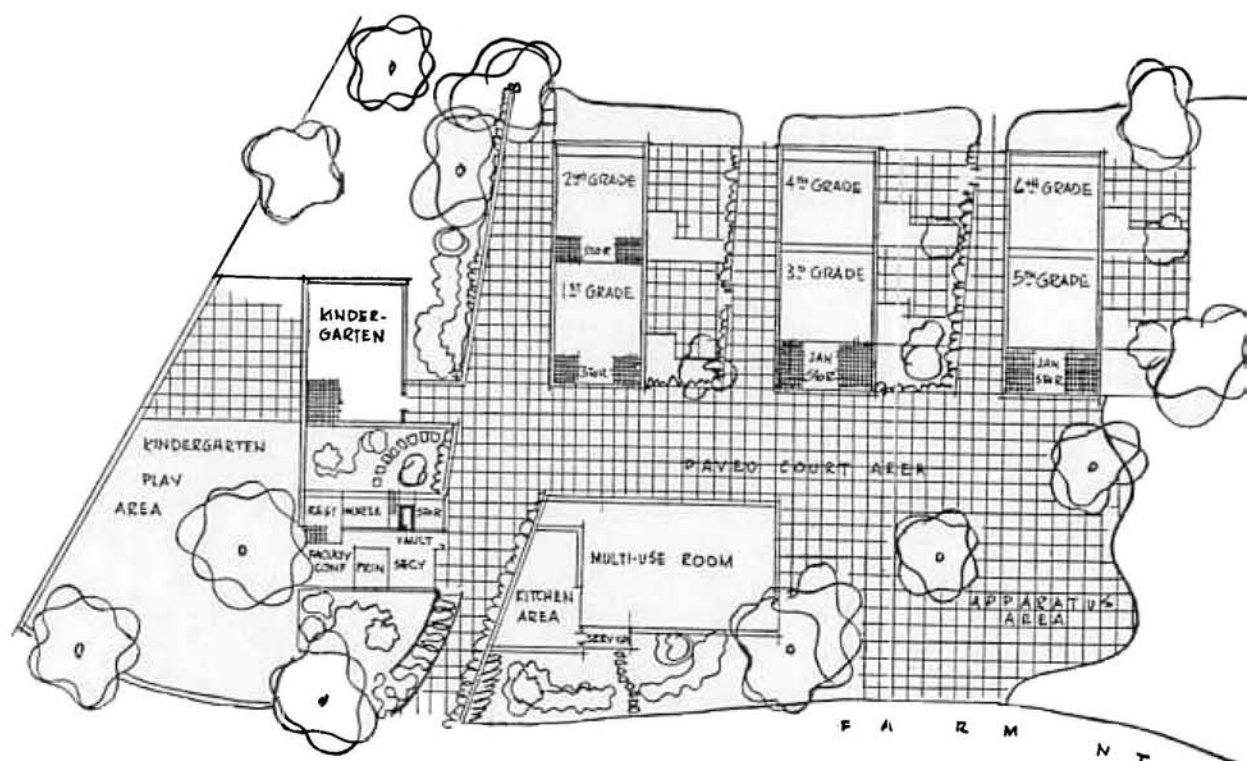 2ND GRADE
4TH GRADE
6TH GRADE
STOR
1ST GRADE
3RD GRADE
5TH GRADE
KINDER-
GARTEN
STOR
JAN
STOR
JAN
STOR
KINDERGARTEN
PLAY
AREA
PAVED COURT AREA
REST NURSE STOR
VAULT
FACULTY
CONF PRIN SECY
MULTI-USE ROOM
KITCHEN
AREA
SERVICE
APPARATUS
AREA
FARM